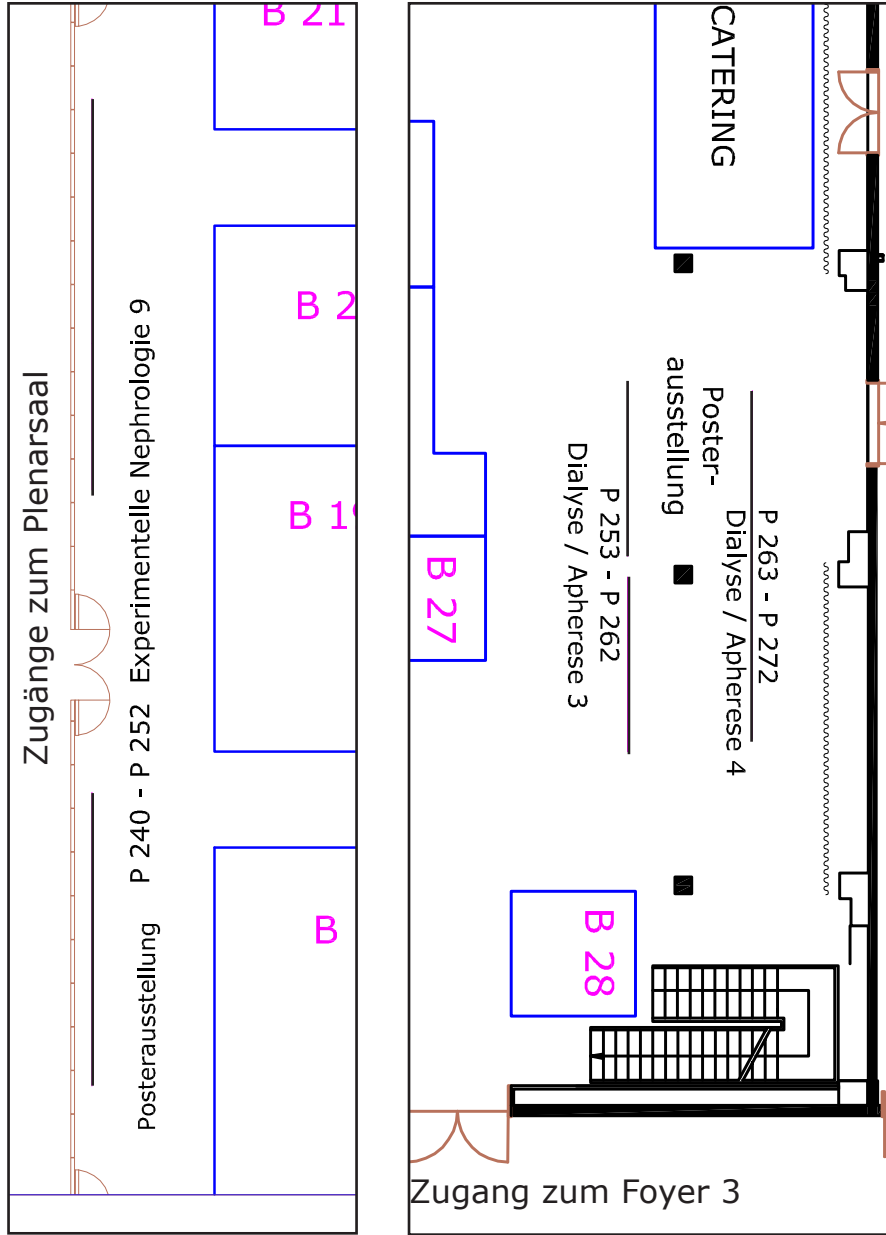 Zugänge zum Plenarsaal
Posterausstellung P 240 - P 252 Experimentelle Nephrologie 9
B 21
B 2
B 19
B
CATERING
Poster-
ausstellung
P 263 - P 272
Dialyse / Apherese 4
P 253 - P 262
Dialyse / Apherese 3
B 27
B 28
Zugang zum Foyer 3